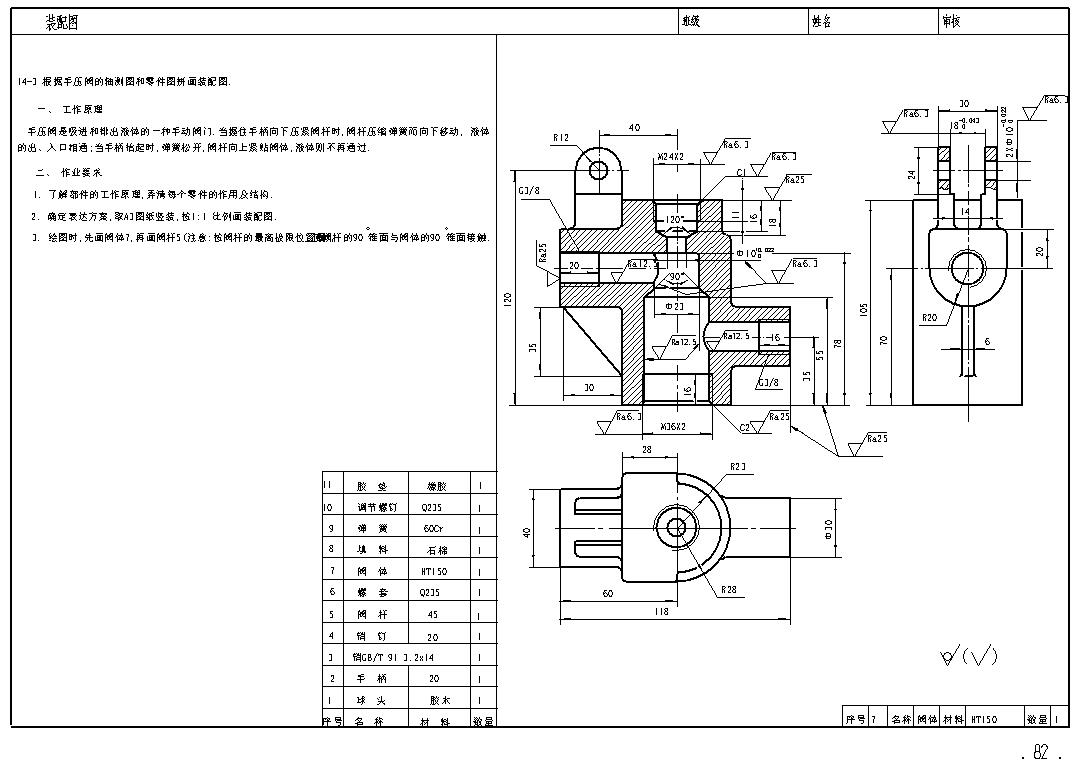 装配图
班级
姓名
审核
14-3 根据手压阀的轴测图和零件图拼画装配图.
一、 工作原理
手压阀是吸进和排出液体的一种手动阀门. 当握住手柄向下压紧阀杆时, 阀杆压缩弹簧而向下移动, 液体
的出、入口相通; 当手柄抬起时, 弹簧松开, 阀杆向上紧贴阀体, 液体则不再通过.
二、 作业要求
1. 了解部件的工作原理, 弄清每个零件的作用及结构.
2. 确定表达方案, 取A3图纸竖装, 按1:1 比例画装配图.
3. 绘图时, 先画阀体7, 再画阀杆5 (注意: 按阀杆的最高极限位置
阀杆的90°锥面与阀体的90°锥面接触.
11 胶 垫 橡胶 1
10 调节螺钉 Q235 1
9 弹 簧 60Cr 1
8 填 料 石棉 1
7 阀 体 HT150 1
6 螺 套 Q235 1
5 阀 杆 45 1
4 销 钉 20 1
3 销GB/T 91 3.2x14 1
2 手 柄 20 1
1 球 头 胶木 1
序号 名 称 材 料 数量
R12
40
M24X2
Ra6.3
Ra6.3
C1
Ra25
G3/8
120°
11
16
18
Ra25
20
Ra12.5
Φ10
Ra6.3
90°
120
Φ23
35
Ra12.5
Ra12.5
16
55
78
30
16
G3/8
35
Ra6.3
M36X2
C2
Ra25
Ra25
30
Ra6.3
18 +0.043 0
Ra6.3
2XΦ10 +0.022 0
24
14
20
105
70
R20
6
28
R23
40
Φ30
R28
60
118
序号 7 名称 阀体 材料 HT150 数量 1
. 82 .